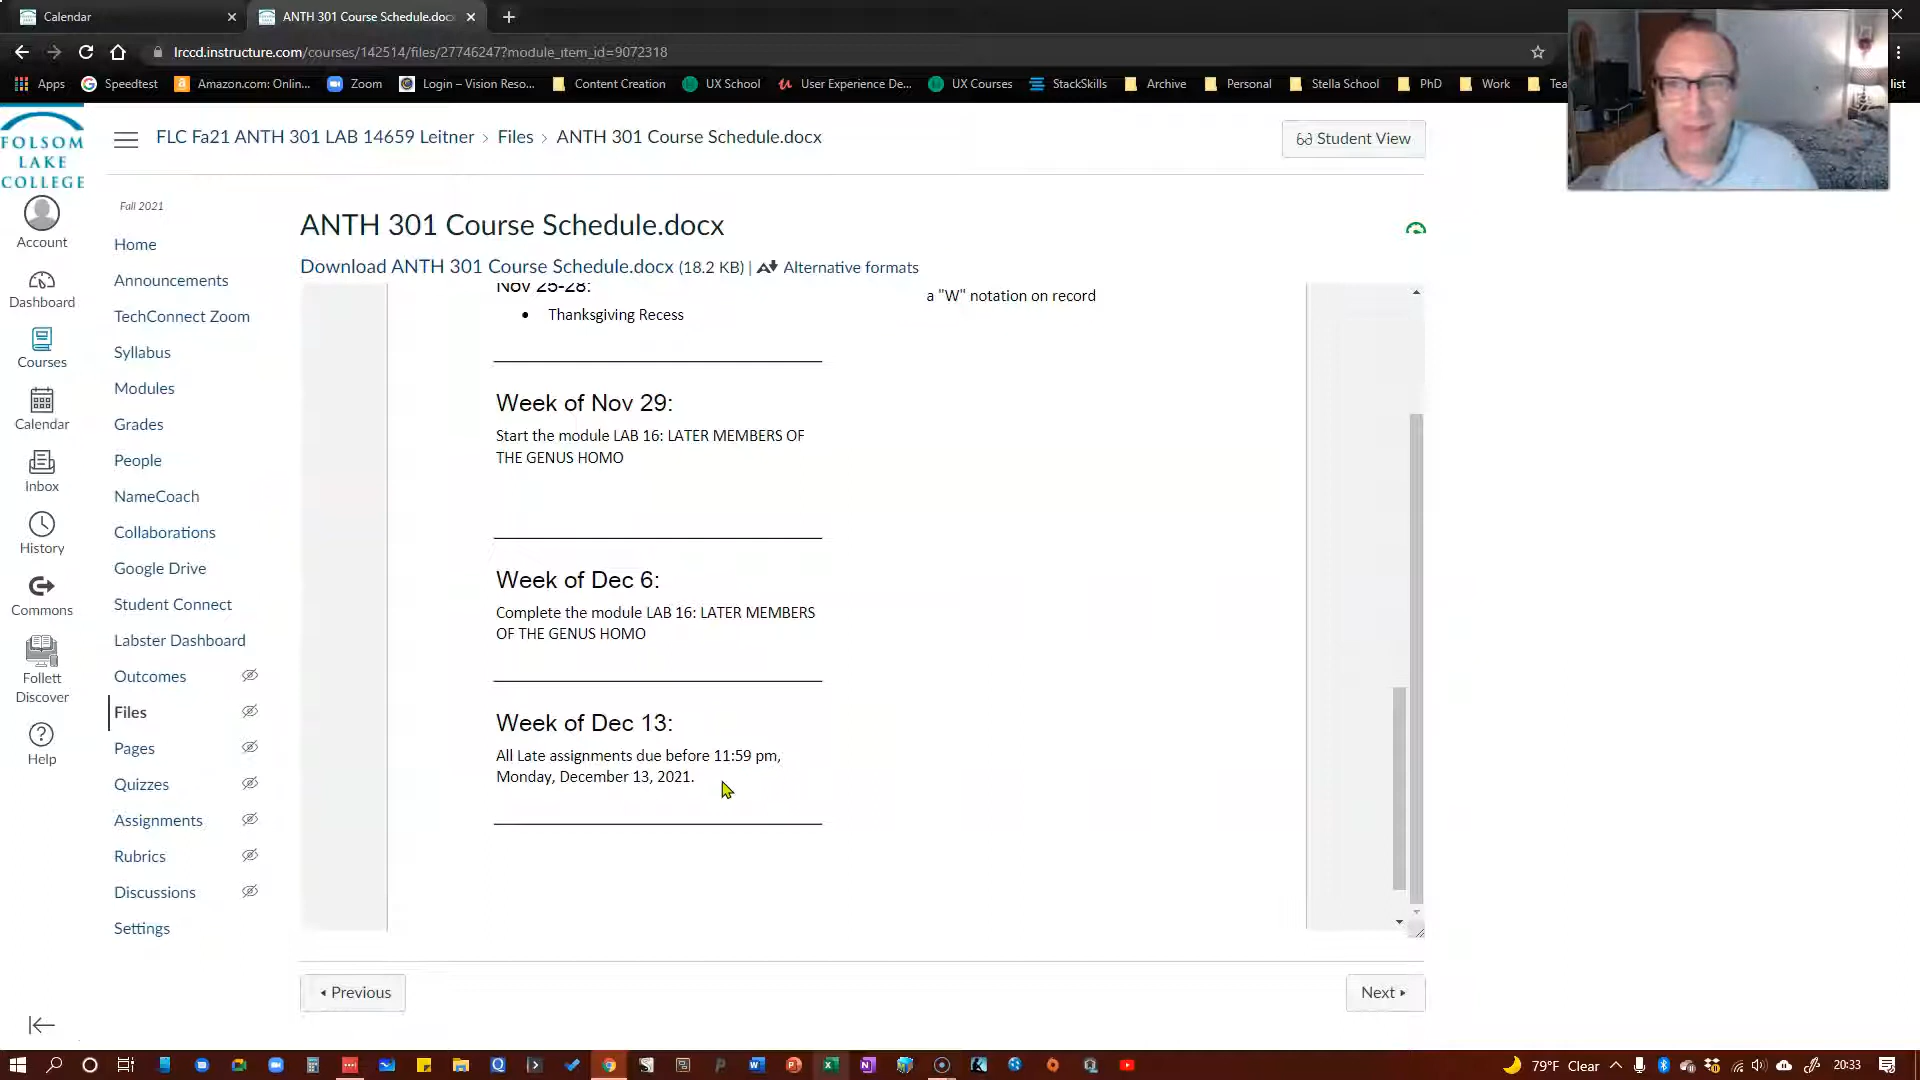 Calendar
ANTH 301 Course Schedule.docx
lrccd.instructure.com/courses/142514/files/27746247?module_item_id=9072318
Apps
Speedtest
Amazon.com: Onlin...
Zoom
Login – Vision Reso...
Content Creation
UX School
User Experience De...
UX Courses
StackSkills
Archive
Personal
Stella School
PhD
Work
Tea
list
FOLSOM
LAKE
COLLEGE
FLC Fa21 ANTH 301 LAB 14659 Leitner › Files › ANTH 301 Course Schedule.docx
Student View
Account
Dashboard
Courses
Calendar
Inbox
History
Commons
Follett
Discover
Help
Fall 2021
Home
Announcements
TechConnect Zoom
Syllabus
Modules
Grades
People
NameCoach
Collaborations
Google Drive
Student Connect
Labster Dashboard
Outcomes
Files
Pages
Quizzes
Assignments
Rubrics
Discussions
Settings
ANTH 301 Course Schedule.docx
Download ANTH 301 Course Schedule.docx (18.2 KB) | Alternative formats
Nov 25-28:
• Thanksgiving Recess
a "W" notation on record
Week of Nov 29:
Start the module LAB 16: LATER MEMBERS OF
THE GENUS HOMO
Week of Dec 6:
Complete the module LAB 16: LATER MEMBERS
OF THE GENUS HOMO
Week of Dec 13:
All Late assignments due before 11:59 pm,
Monday, December 13, 2021.
Previous
Next
79°F Clear
20:33